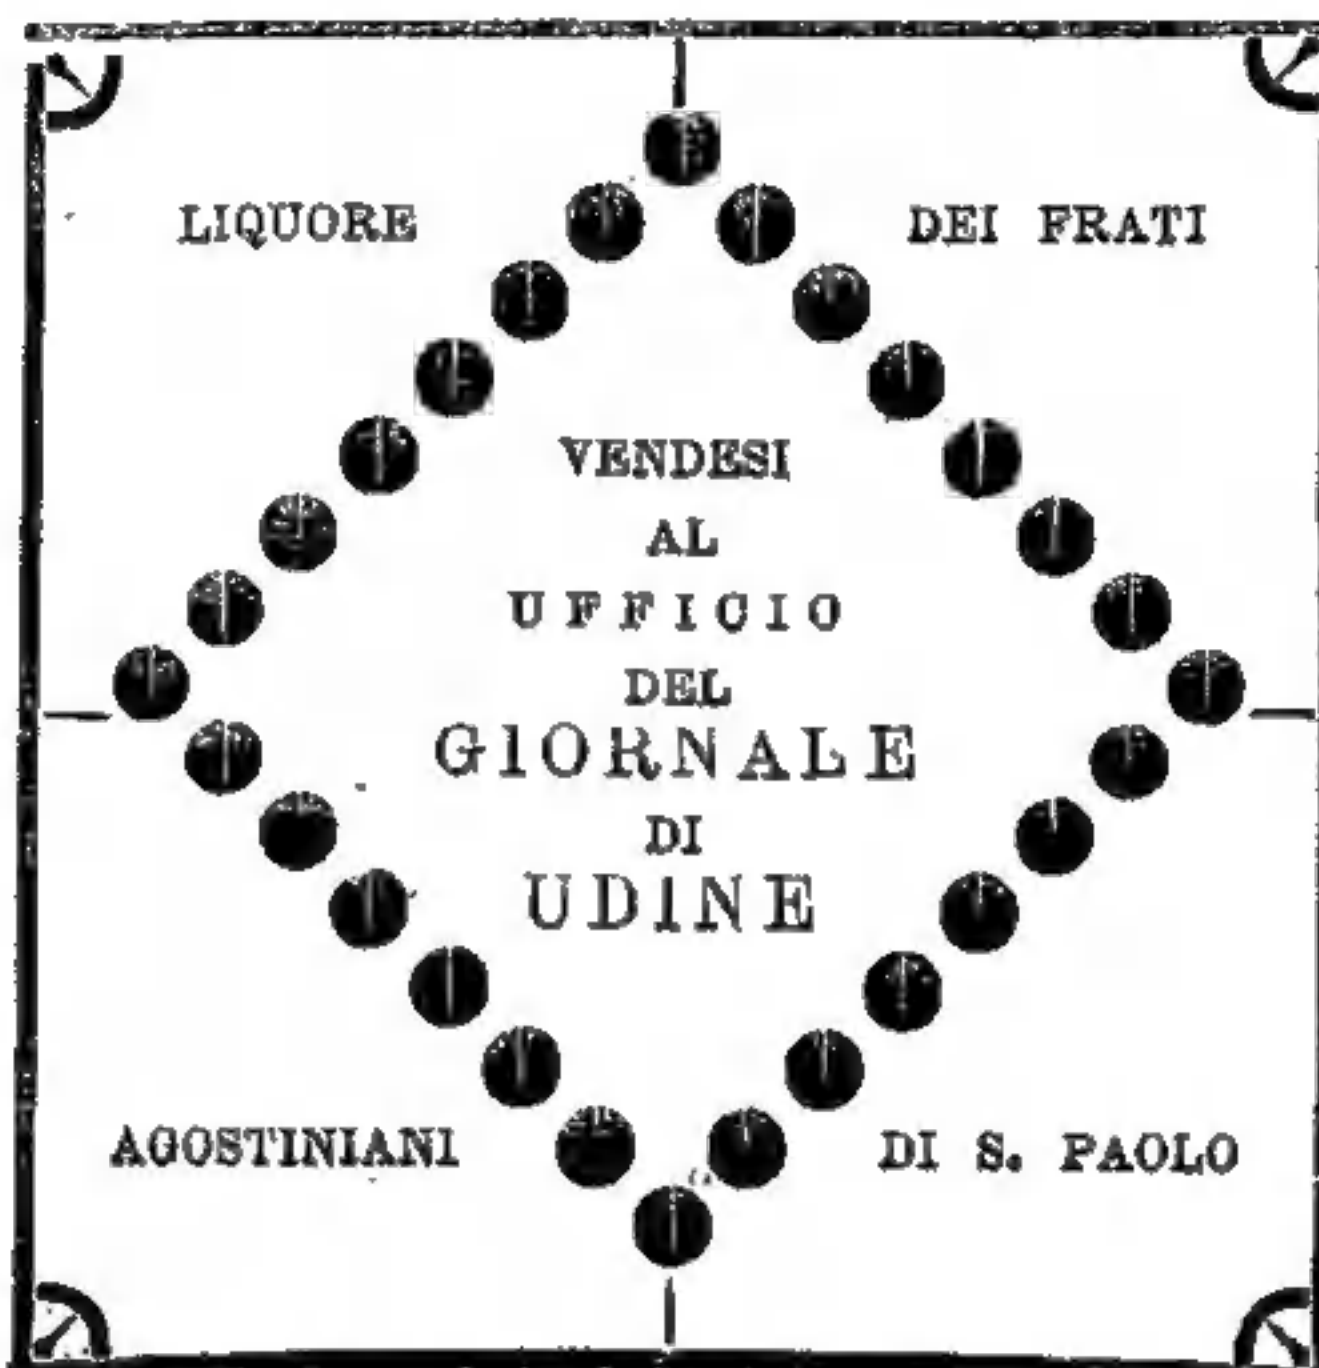 LIQUORE DEI FRATI
VENDESI
AL
UFFICIO
DEL
GIORNALE
DI
UDINE
AGOSTINIANI DI S. PAOLO